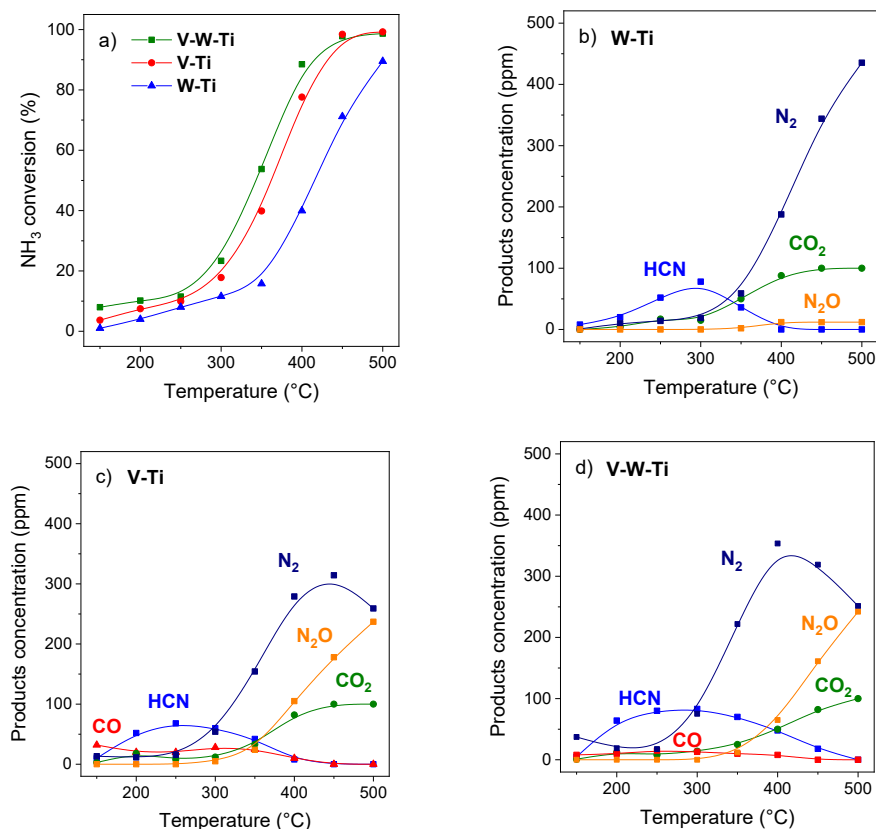 a)
V-W-Ti
V-Ti
W-Ti
NH₃ conversion (%)
100
80
60
40
20
0
200
300
400
500
Temperature (°C)
b) W-Ti
Products concentration (ppm)
500
400
300
200
100
0
N₂
CO₂
HCN
N₂O
200
300
400
500
Temperature (°C)
c) V-Ti
Products concentration (ppm)
500
400
300
200
100
0
N₂
N₂O
CO₂
HCN
CO
200
300
400
500
Temperature (°C)
d) V-W-Ti
Products concentration (ppm)
500
400
300
200
100
0
N₂
N₂O
HCN
CO₂
CO
200
300
400
500
Temperature (°C)